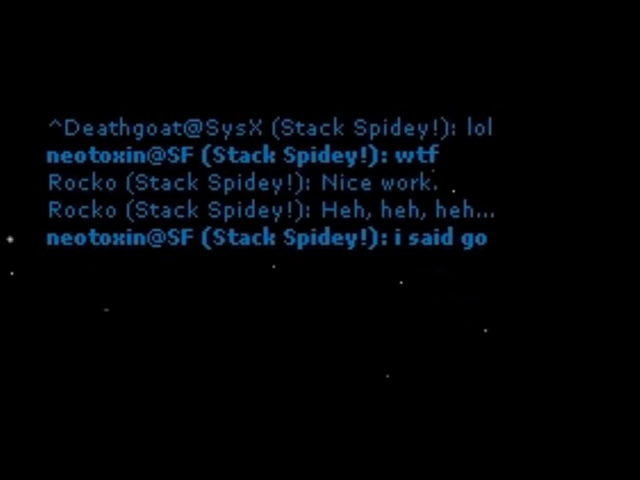 ^Deathgoat@SysX (Stack Spidey!): lol
neotoxin@SF (Stack Spidey!): wtf
Rocko (Stack Spidey!): Nice work.
Rocko (Stack Spidey!): Heh, heh, heh...
neotoxin@SF (Stack Spidey!): i said go